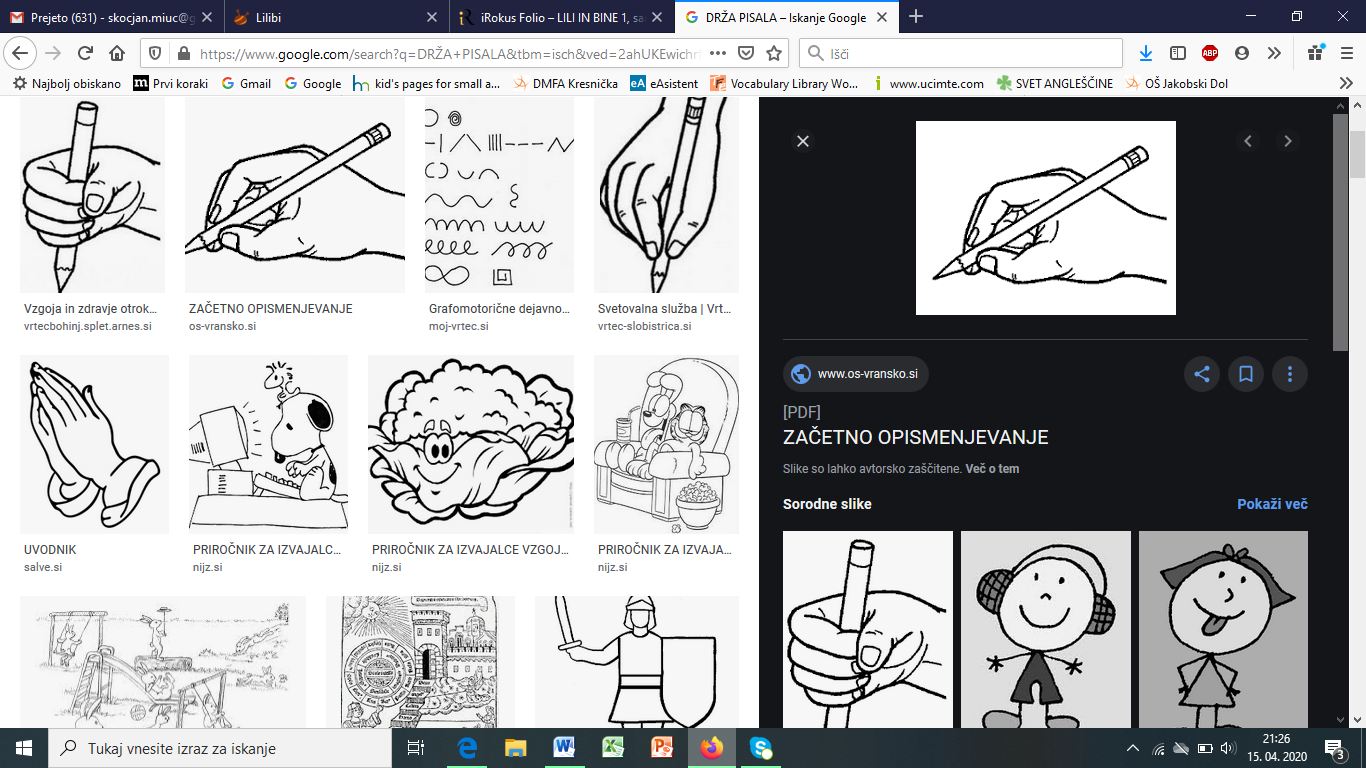 Prejeto (631) - skocjan.miuc@g
Lilibi
iRokus Folio – LILI IN BINE 1, sa
DRŽA PISALA – Iskanje Google
https://www.google.com/search?q=DRŽA+PISALA&tbm=isch&ved=2ahUKEwich
Išči
ABP
Najbolj obiskano
Prvi koraki
Gmail
Google
kid's pages for small a...
DMFA Kresnička
eA eAsistent
Vocabulary Library Wo...
www.ucimte.com
SVET ANGLEŠČINE
OŠ Jakobski Dol
Vzgoja in zdravje otrok...
vrtecbohinj.splet.arnes.si
ZAČETNO OPISMENJEVANJE
os-vransko.si
Grafomotorične dejavno...
moj-vrtec.si
Svetovalna služba | Vrt...
vrtec-slobistrica.si
UVODNIK
salve.si
PRIROČNIK ZA IZVAJALC...
nijz.si
PRIROČNIK ZA IZVAJALCE VZGOJ...
nijz.si
PRIROČNIK ZA IZVAJA...
nijz.si
www.os-vransko.si
[PDF]
ZAČETNO OPISMENJEVANJE
Slike so lahko avtorsko zaščitene. Več o tem
Sorodne slike
Pokaži več
Tukaj vnesite izraz za iskanje
21:26
15. 04. 2020
3